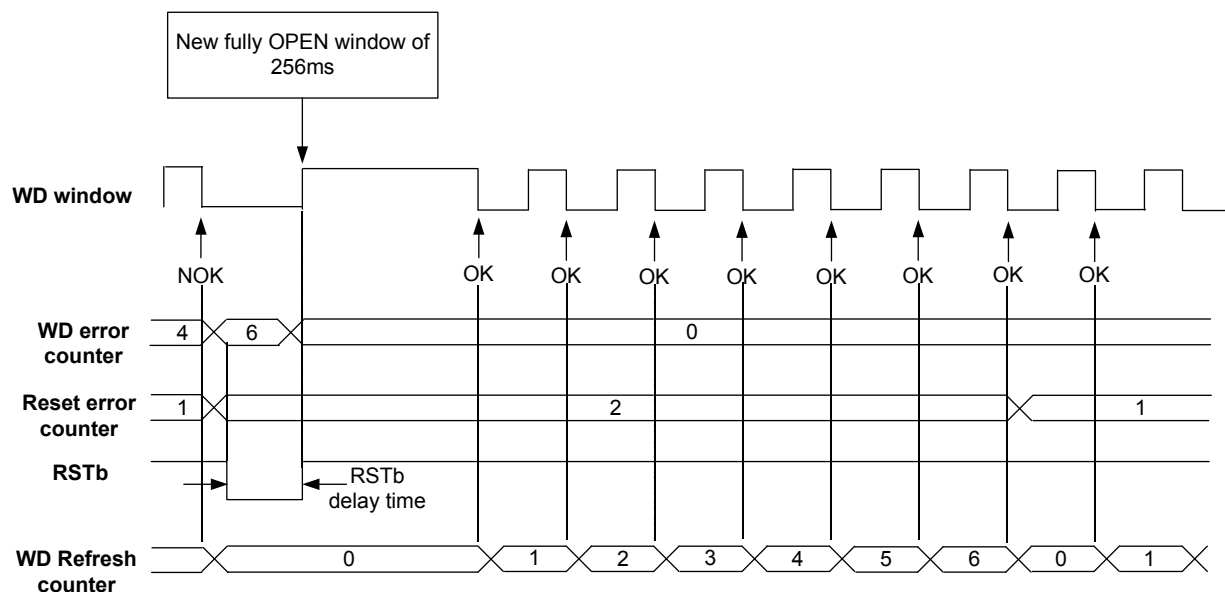 New fully OPEN window of
256ms
WD window
NOK OK OK OK OK OK OK OK OK
WD error
counter
4 6 0
Reset error
counter
1 2 1
RSTb
RSTb
delay time
WD Refresh
counter
0 1 2 3 4 5 6 0 1